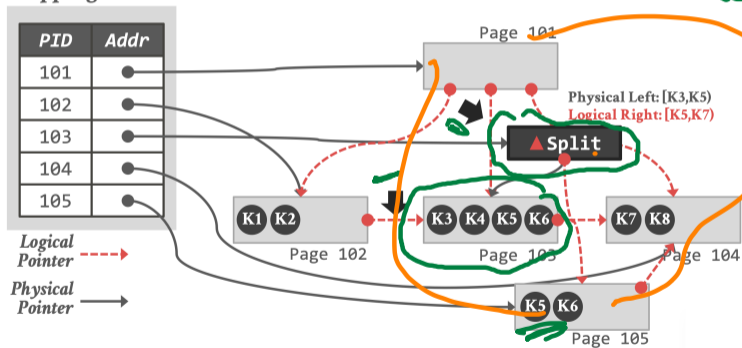 PID Addr
101
102
103
104
105
Logical
Pointer
Physical
Pointer
Page 101
Physical Left: [K3,K5)
Logical Right: [K5,K7)
▲Split
K1 K2
Page 102
K3 K4 K5 K6
Page 103
K7 K8
Page 104
K5 K6
Page 105